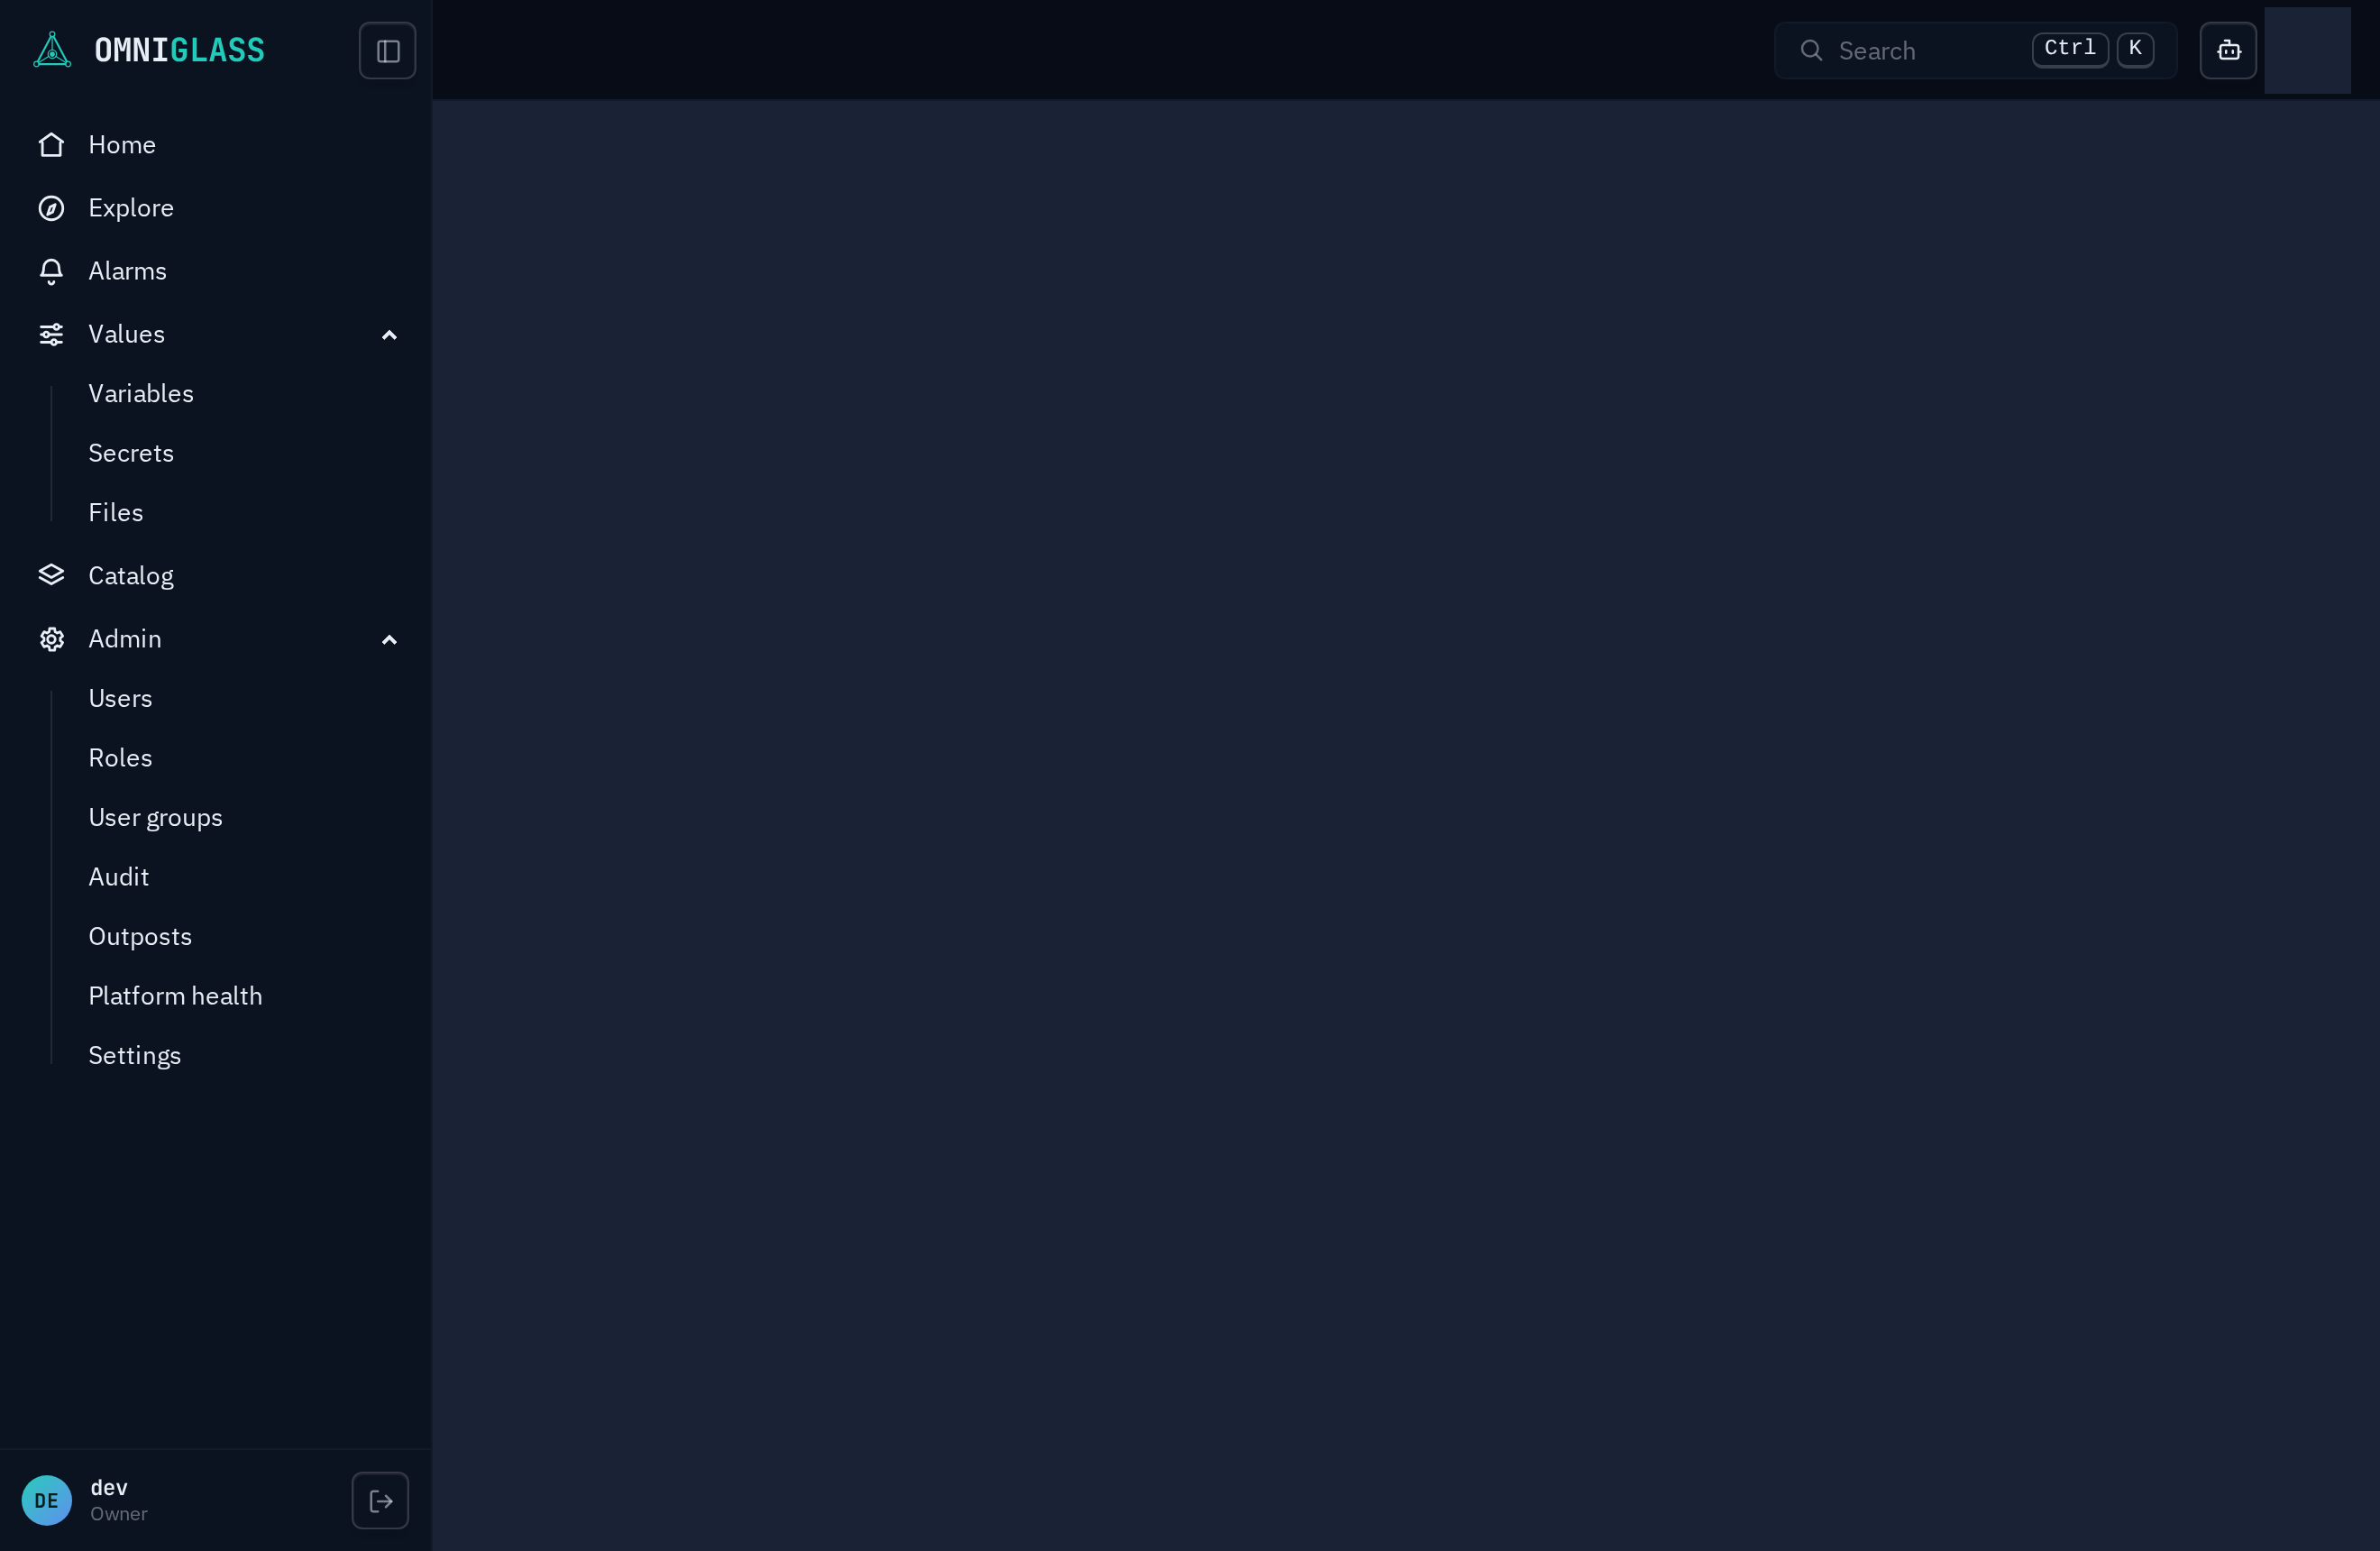 OMNIGLASS
Search Ctrl K
Home
Explore
Alarms
Values
Variables
Secrets
Files
Catalog
Admin
Users
Roles
User groups
Audit
Outposts
Platform health
Settings
DE dev
Owner